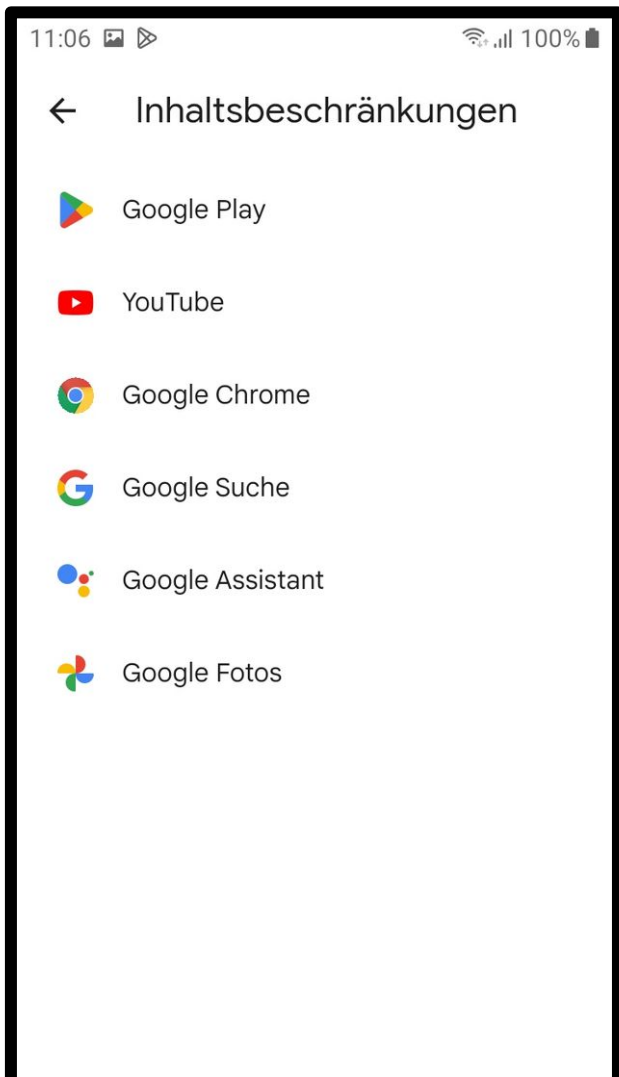 11:06 100%
Inhaltsbeschränkungen
Google Play
YouTube
Google Chrome
Google Suche
Google Assistant
Google Fotos